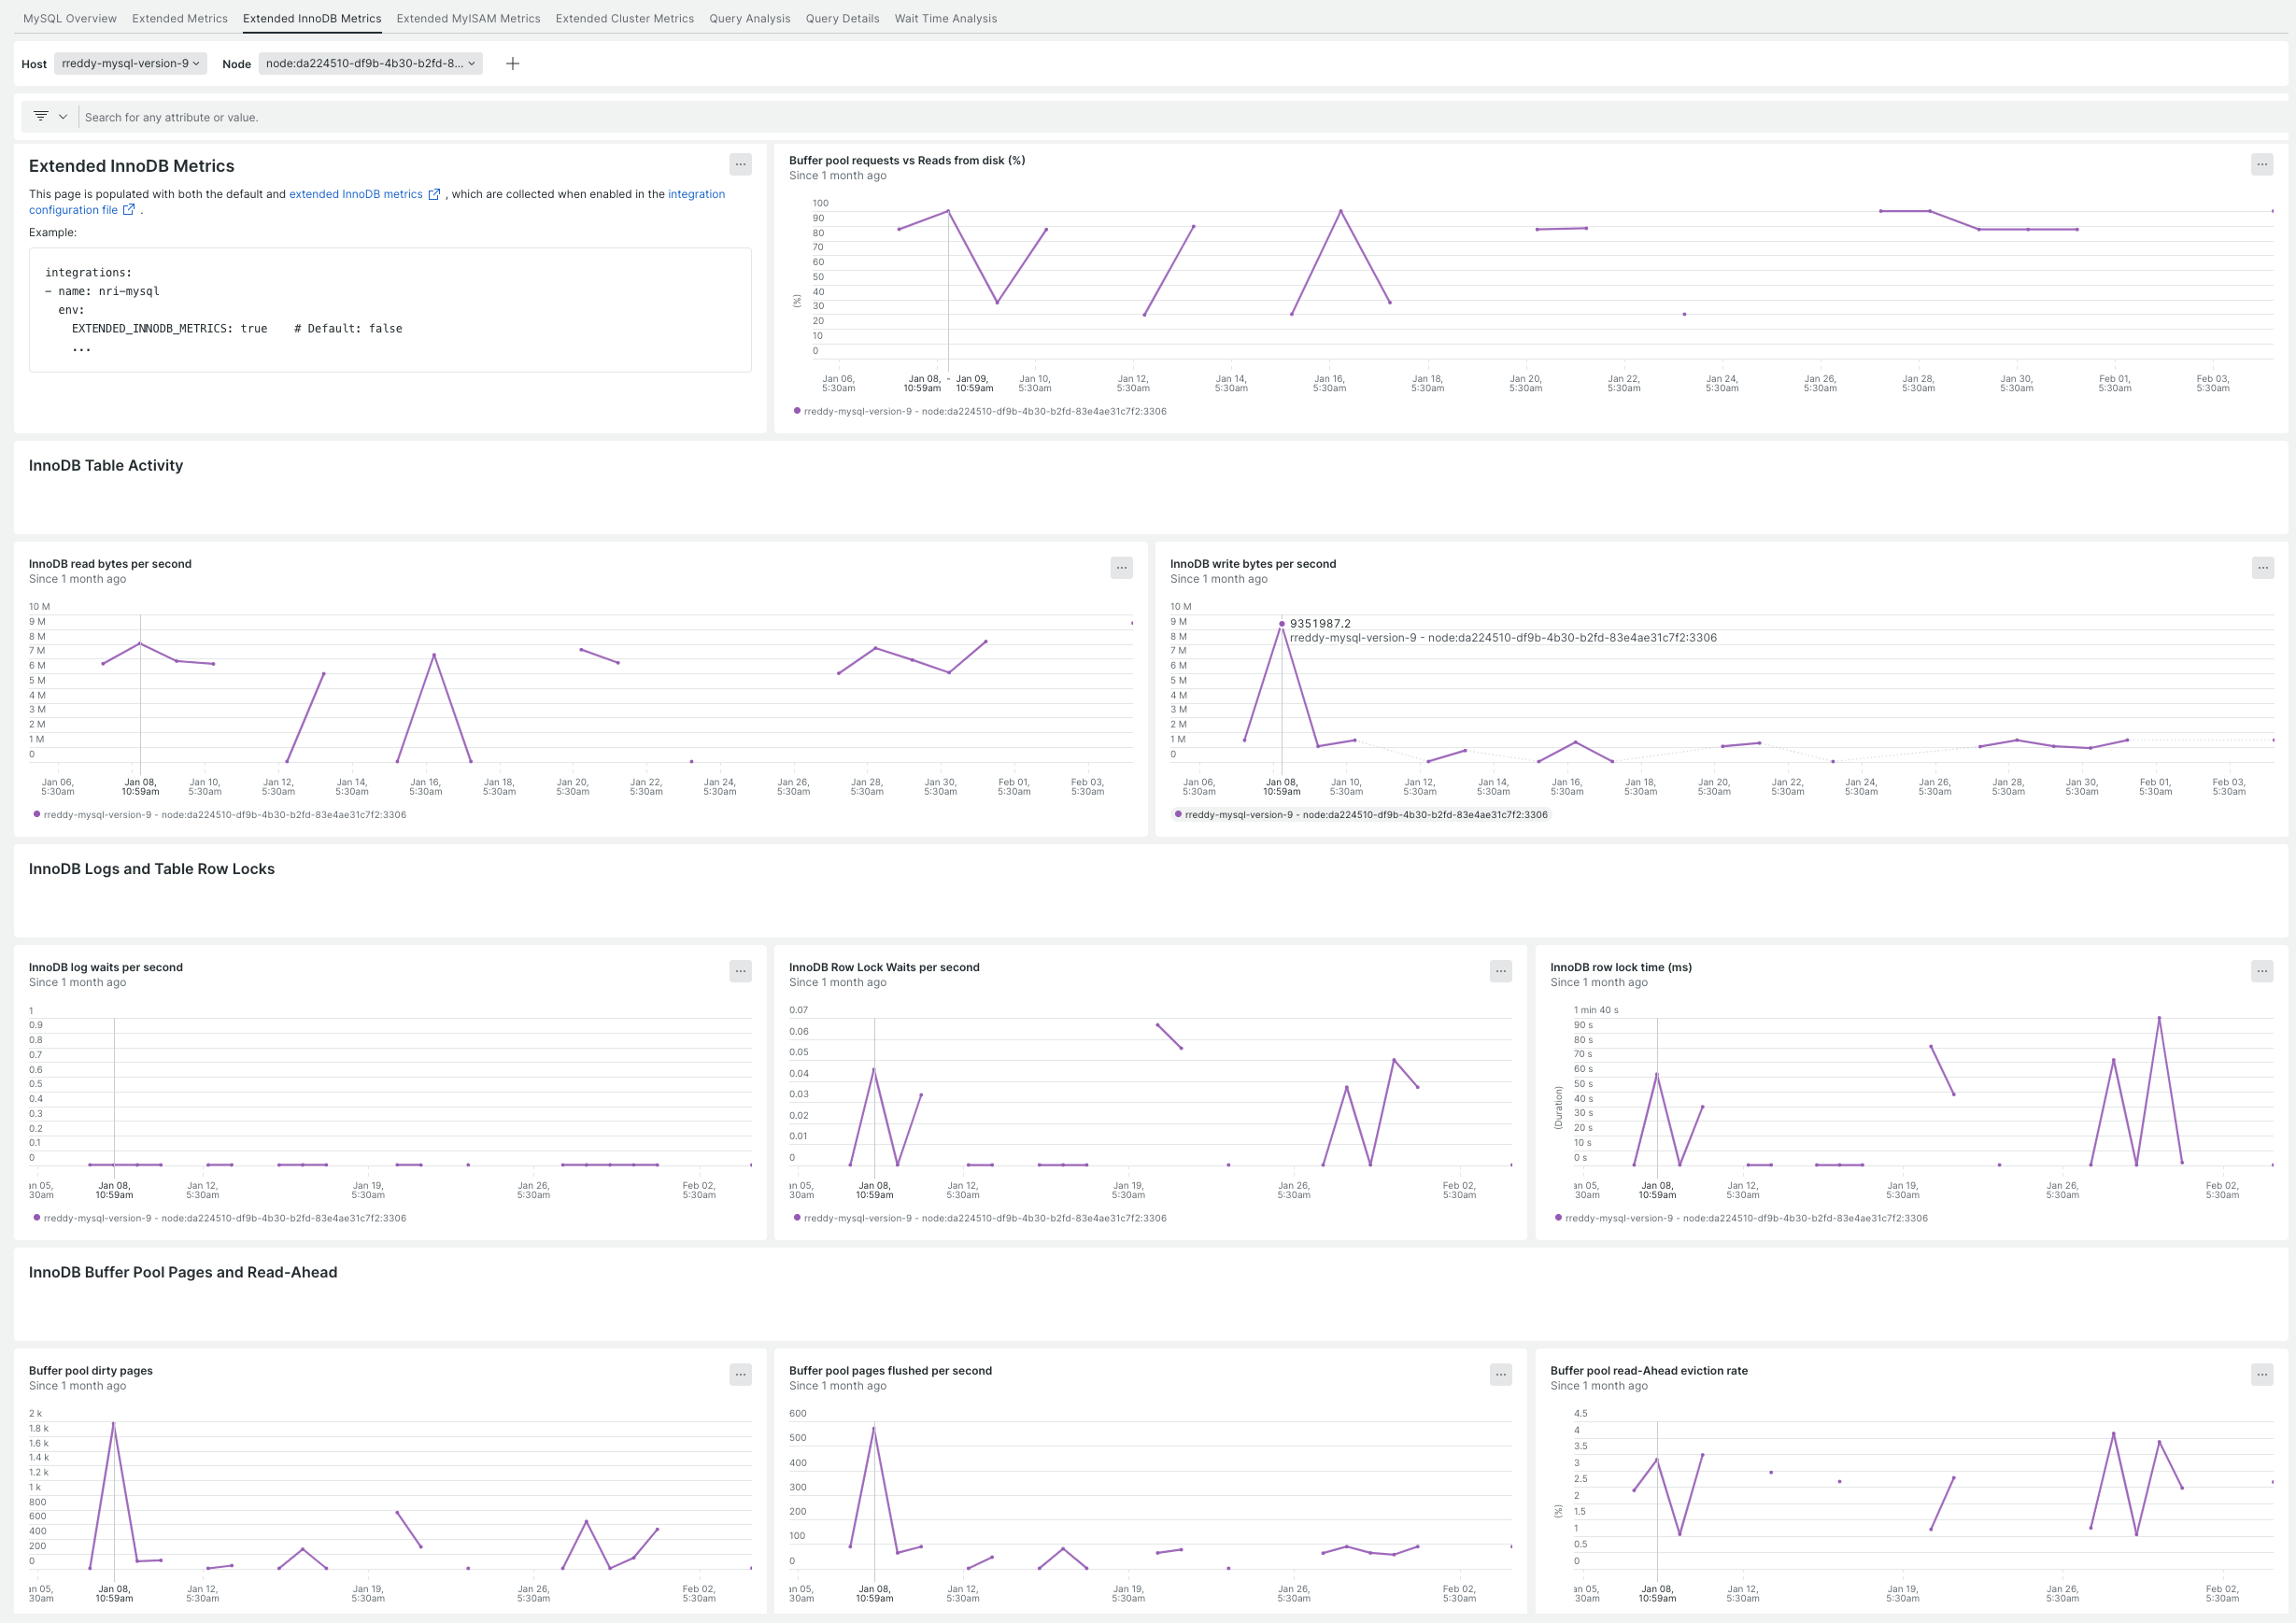 MySQL Overview Extended Metrics Extended InnoDB Metrics Extended MyISAM Metrics Extended Cluster Metrics Query Analysis Query Details Wait Time Analysis
Host rreddy-mysql-version-9 Node node:da224510-df9b-4b30-b2fd-8...
Search for any attribute or value.
Extended InnoDB Metrics
This page is populated with both the default and extended InnoDB metrics , which are collected when enabled in the integration
configuration file .
Example:
integrations:
- name: nri-mysql
env:
EXTENDED_INNODB_METRICS: true # Default: false
...
Buffer pool requests vs Reads from disk (%)
Since 1 month ago
100
90
80
70
60
50
40
30
20
10
0
(%)
Jan 06, Jan 08, - Jan 09, Jan 10, Jan 12, Jan 14, Jan 16, Jan 18, Jan 20, Jan 22, Jan 24, Jan 26, Jan 28, Jan 30, Feb 01, Feb 03,
5:30am 10:59am 10:59am 5:30am 5:30am 5:30am 5:30am 5:30am 5:30am 5:30am 5:30am 5:30am 5:30am 5:30am 5:30am 5:30am
rreddy-mysql-version-9 - node:da224510-df9b-4b30-b2fd-83e4ae31c7f2:3306
InnoDB Table Activity
InnoDB read bytes per second
Since 1 month ago
10 M
9 M
8 M
7 M
6 M
5 M
4 M
3 M
2 M
1 M
0
Jan 06, Jan 08, Jan 10, Jan 12, Jan 14, Jan 16, Jan 18, Jan 20, Jan 22, Jan 24, Jan 26, Jan 28, Jan 30, Feb 01, Feb 03,
5:30am 10:59am 5:30am 5:30am 5:30am 5:30am 5:30am 5:30am 5:30am 5:30am 5:30am 5:30am 5:30am 5:30am 5:30am
rreddy-mysql-version-9 - node:da224510-df9b-4b30-b2fd-83e4ae31c7f2:3306
InnoDB write bytes per second
Since 1 month ago
10 M
9 M
8 M
7 M
6 M
5 M
4 M
3 M
2 M
1 M
0
9351987.2
rreddy-mysql-version-9 - node:da224510-df9b-4b30-b2fd-83e4ae31c7f2:3306
Jan 06, Jan 08, Jan 10, Jan 12, Jan 14, Jan 16, Jan 18, Jan 20, Jan 22, Jan 24, Jan 26, Jan 28, Jan 30, Feb 01, Feb 03,
5:30am 10:59am 5:30am 5:30am 5:30am 5:30am 5:30am 5:30am 5:30am 5:30am 5:30am 5:30am 5:30am 5:30am 5:30am
rreddy-mysql-version-9 - node:da224510-df9b-4b30-b2fd-83e4ae31c7f2:3306
InnoDB Logs and Table Row Locks
InnoDB log waits per second
Since 1 month ago
1
0.9
0.8
0.7
0.6
0.5
0.4
0.3
0.2
0.1
0
n 05, Jan 08, Jan 12, Jan 19, Jan 26, Feb 02,
30am 10:59am 5:30am 5:30am 5:30am 5:30am
rreddy-mysql-version-9 - node:da224510-df9b-4b30-b2fd-83e4ae31c7f2:3306
InnoDB Row Lock Waits per second
Since 1 month ago
0.07
0.06
0.05
0.04
0.03
0.02
0.01
0
n 05, Jan 08, Jan 12, Jan 19, Jan 26, Feb 02,
30am 10:59am 5:30am 5:30am 5:30am 5:30am
rreddy-mysql-version-9 - node:da224510-df9b-4b30-b2fd-83e4ae31c7f2:3306
InnoDB row lock time (ms)
Since 1 month ago
1 min 40 s
90 s
80 s
70 s
60 s
50 s
40 s
30 s
20 s
10 s
0 s
(Duration)
n 05, Jan 08, Jan 12, Jan 19, Jan 26, Feb 02,
30am 10:59am 5:30am 5:30am 5:30am 5:30am
rreddy-mysql-version-9 - node:da224510-df9b-4b30-b2fd-83e4ae31c7f2:3306
InnoDB Buffer Pool Pages and Read-Ahead
Buffer pool dirty pages
Since 1 month ago
2 k
1.8 k
1.6 k
1.4 k
1.2 k
1 k
800
600
400
200
0
n 05, Jan 08, Jan 12, Jan 19, Jan 26, Feb 02,
30am 10:59am 5:30am 5:30am 5:30am 5:30am
Buffer pool pages flushed per second
Since 1 month ago
600
500
400
300
200
100
0
n 05, Jan 08, Jan 12, Jan 19, Jan 26, Feb 02,
30am 10:59am 5:30am 5:30am 5:30am 5:30am
Buffer pool read-Ahead eviction rate
Since 1 month ago
4.5
4
3.5
3
2.5
2
1.5
1
0.5
0
(%)
n 05, Jan 08, Jan 12, Jan 19, Jan 26, Feb 02,
30am 10:59am 5:30am 5:30am 5:30am 5:30am